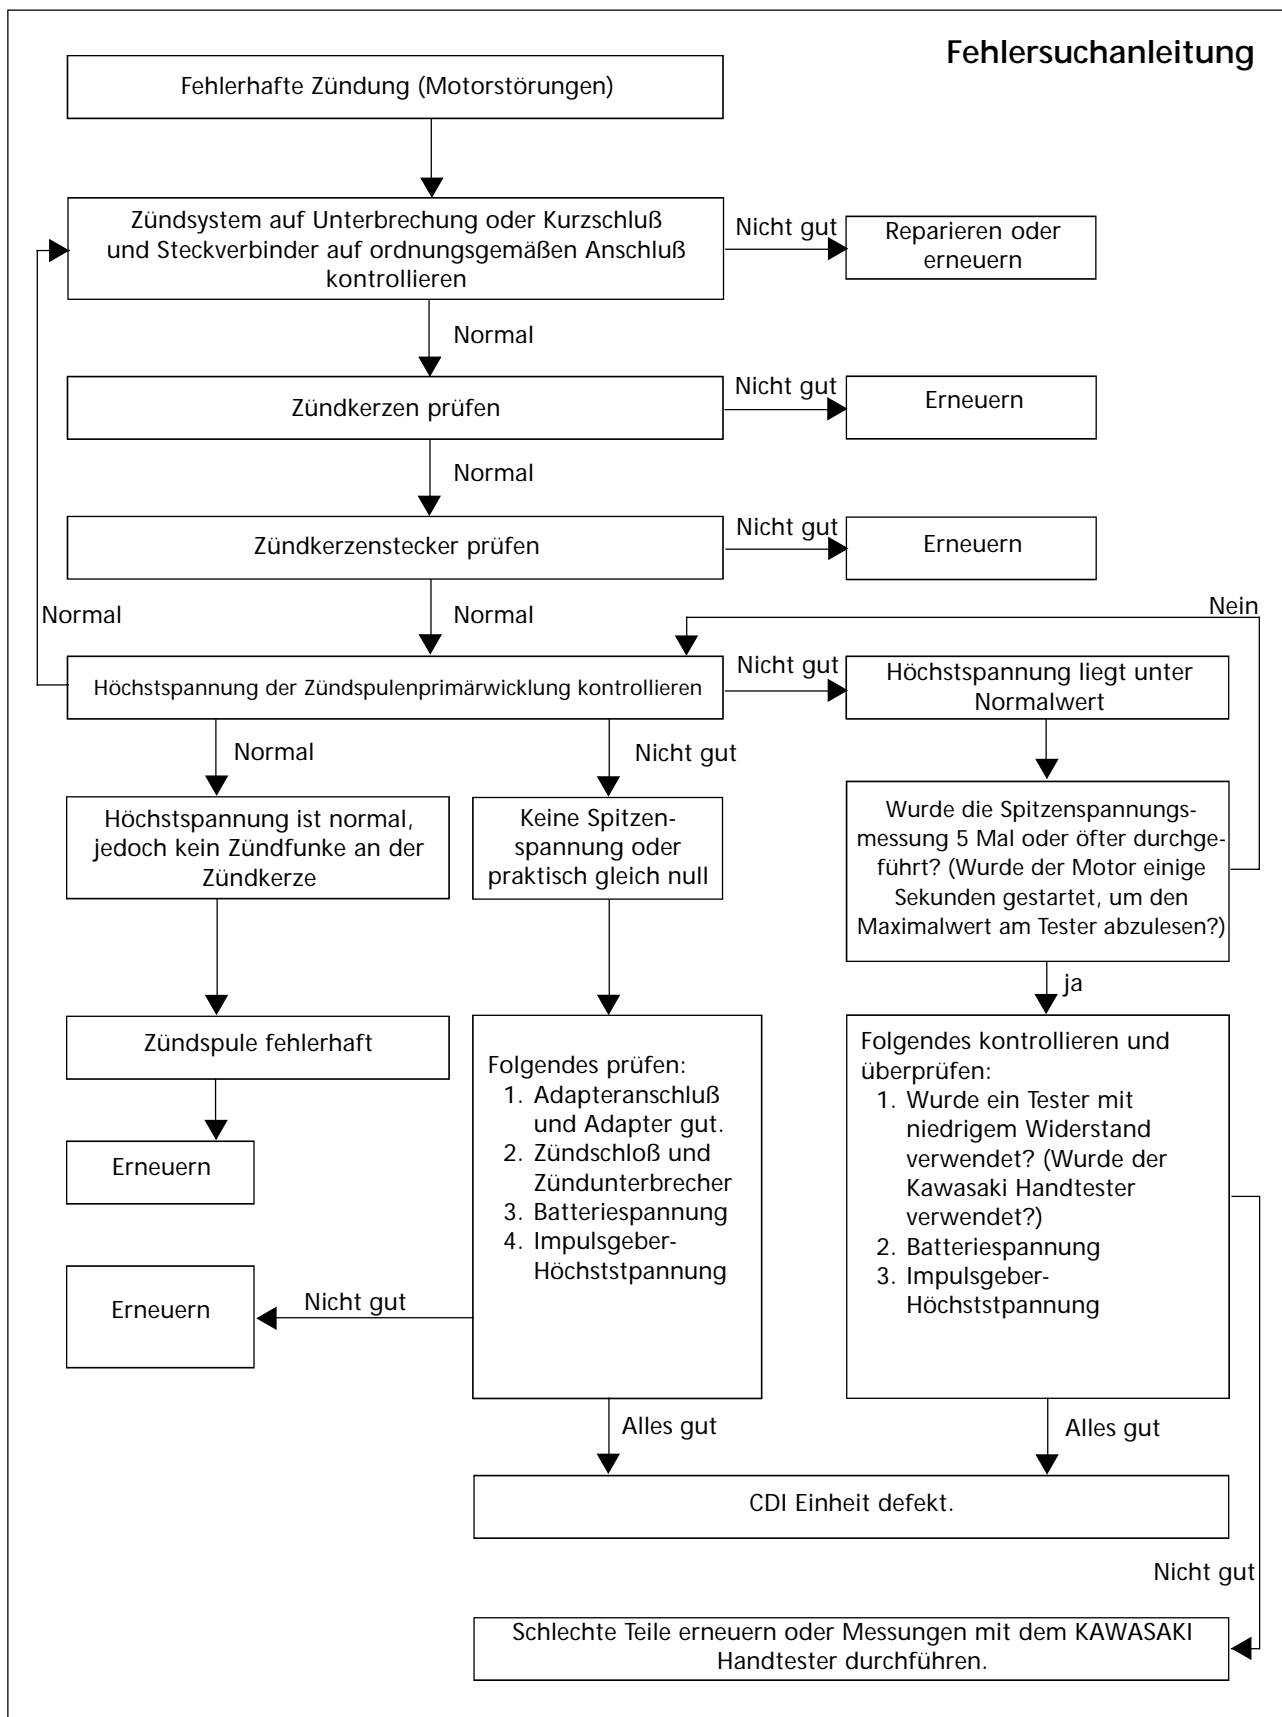 Fehlersuchanleitung
Fehlerhafte Zündung (Motorstörungen)
Zündsystem auf Unterbrechung oder Kurzschluß
und Steckverbinder auf ordnungsgemäßen Anschluß
kontrollieren
Nicht gut
Reparieren oder
erneuern
Normal
Zündkerzen prüfen
Nicht gut
Erneuern
Normal
Zündkerzenstecker prüfen
Nicht gut
Erneuern
Normal
Normal
Nein
Höchstspannung der Zündspulenprimärwicklung kontrollieren
Nicht gut
Höchstspannung liegt unter
Normalwert
Normal
Nicht gut
Höchstspannung ist normal,
jedoch kein Zündfunke an der
Zündkerze
Keine Spitzen-
spannung oder
praktisch gleich null
Wurde die Spitzenspannungs-
messung 5 Mal oder öfter durchge-
führt? (Wurde der Motor einige
Sekunden gestartet, um den
Maximalwert am Tester abzulesen?)
ja
Zündspule fehlerhaft
Erneuern
Folgendes prüfen:
1. Adapteranschluß
und Adapter gut.
2. Zündschloß und
Zündunterbrecher
3. Batteriespannung
4. Impulsgeber-
Höchststpannung
Folgendes kontrollieren und
überprüfen:
1. Wurde ein Tester mit
niedrigem Widerstand
verwendet? (Wurde der
Kawasaki Handtester
verwendet?)
2. Batteriespannung
3. Impulsgeber-
Höchststpannung
Erneuern
Nicht gut
Alles gut
Alles gut
CDI Einheit defekt.
Nicht gut
Schlechte Teile erneuern oder Messungen mit dem KAWASAKI
Handtester durchführen.